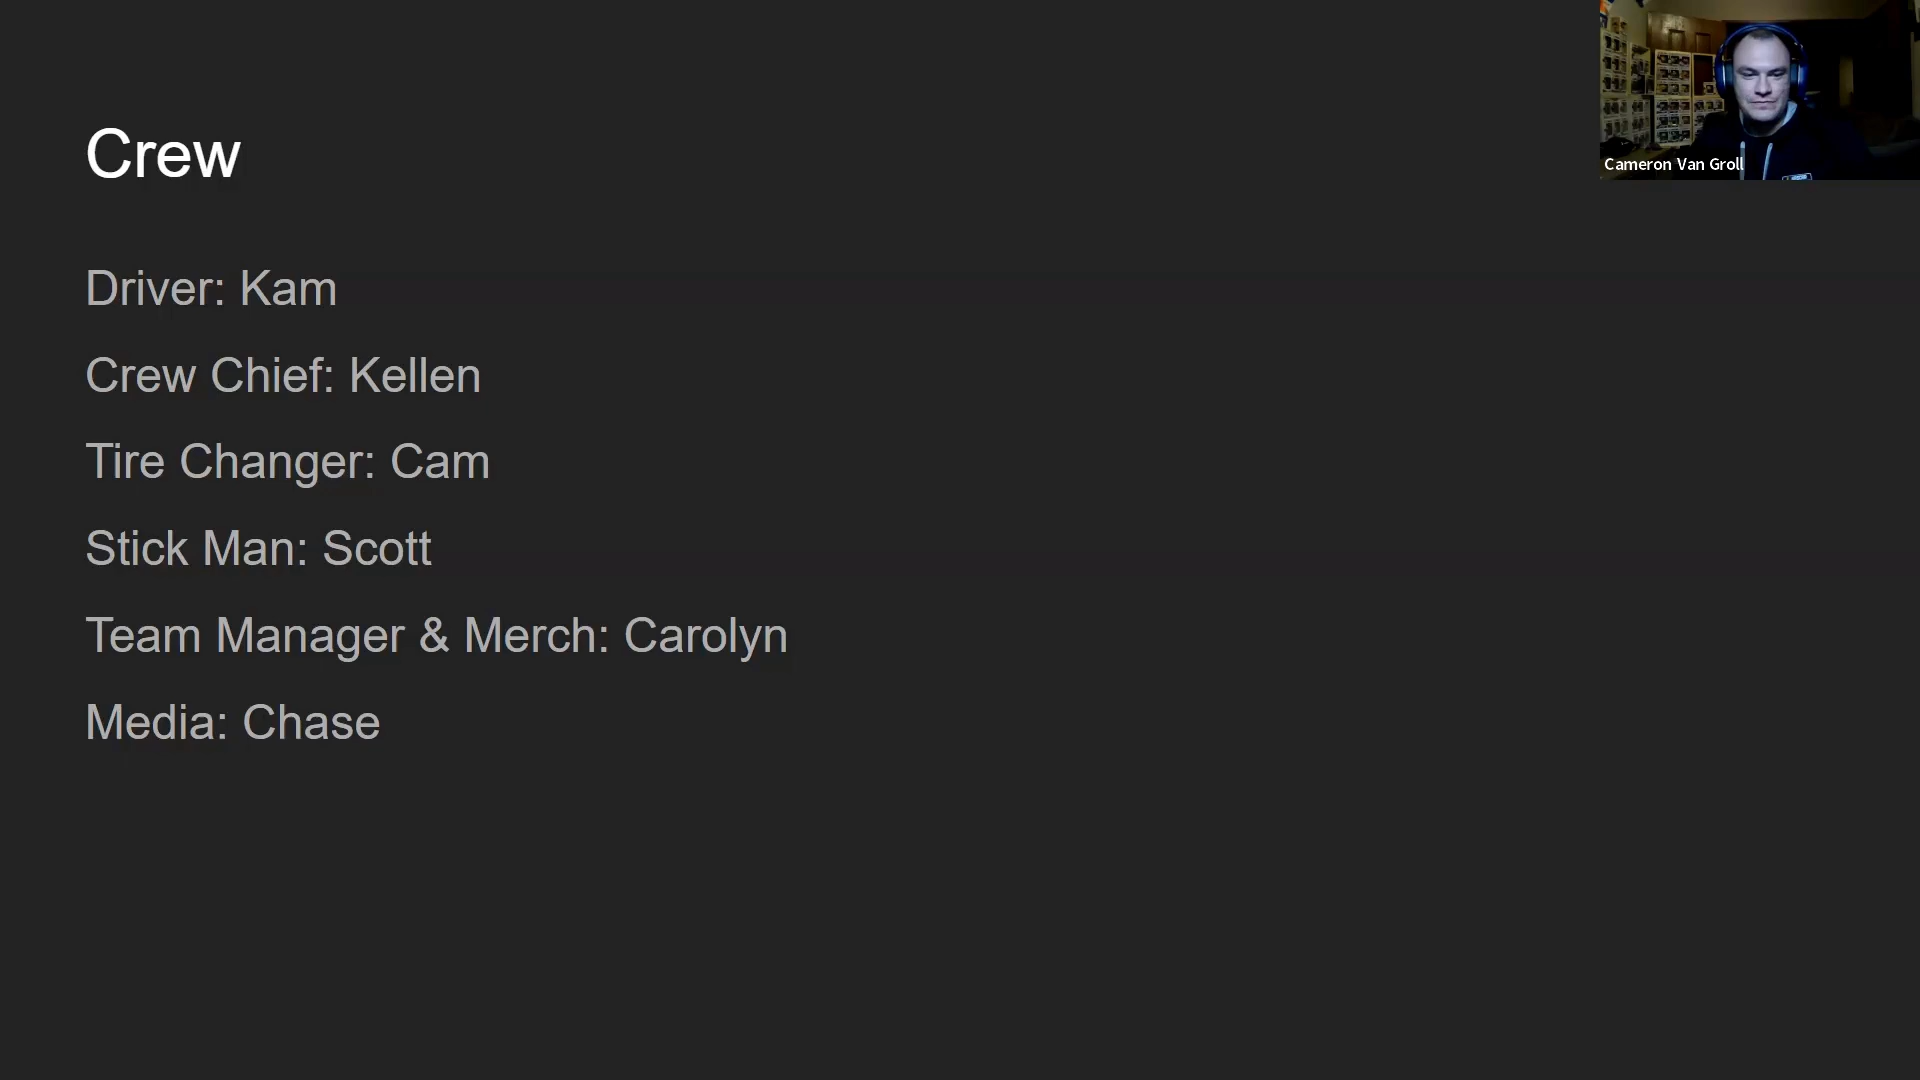 Crew
Driver: Kam
Crew Chief: Kellen
Tire Changer: Cam
Stick Man: Scott
Team Manager & Merch: Carolyn
Media: Chase
Cameron Van Groll